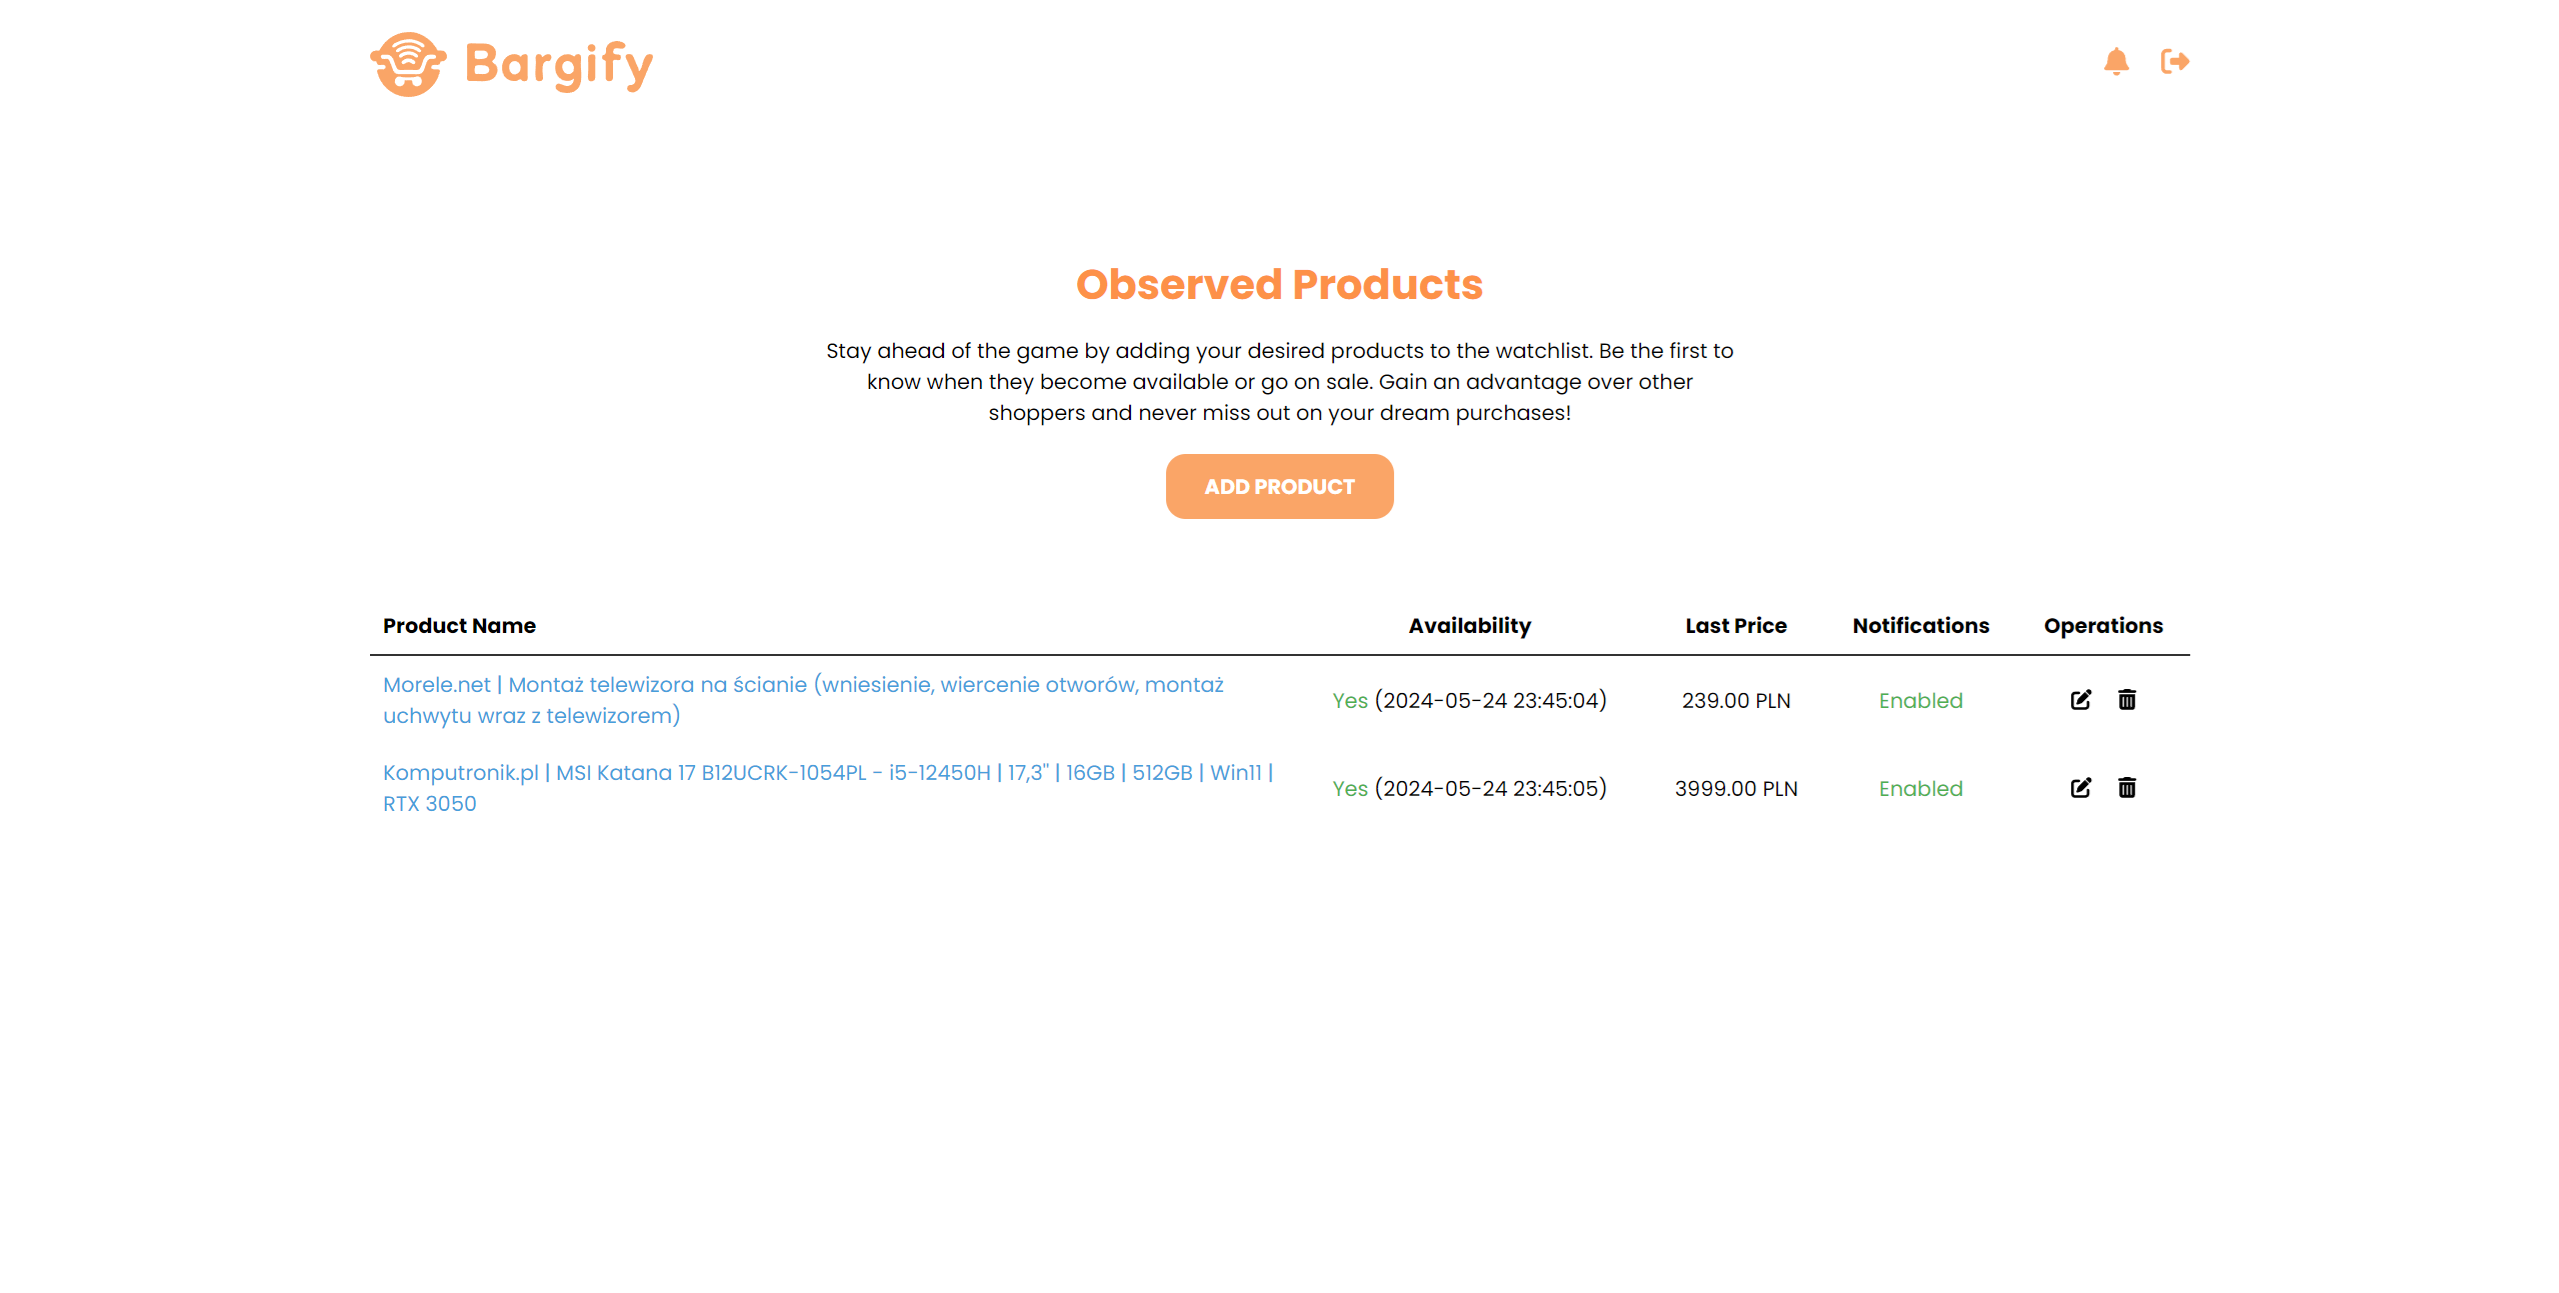 Bargify
Observed Products
Stay ahead of the game by adding your desired products to the watchlist. Be the first to
know when they become available or go on sale. Gain an advantage over other
shoppers and never miss out on your dream purchases!
ADD PRODUCT
Product Name Availability Last Price Notifications Operations
Morele.net | Montaż telewizora na ścianie (wniesienie, wiercenie otworów, montaż
uchwytu wraz z telewizorem)
Yes (2024-05-24 23:45:04) 239.00 PLN Enabled
Komputronik.pl | MSI Katana 17 B12UCRK-1054PL - i5-12450H | 17,3" | 16GB | 512GB | Win11 |
RTX 3050
Yes (2024-05-24 23:45:05) 3999.00 PLN Enabled